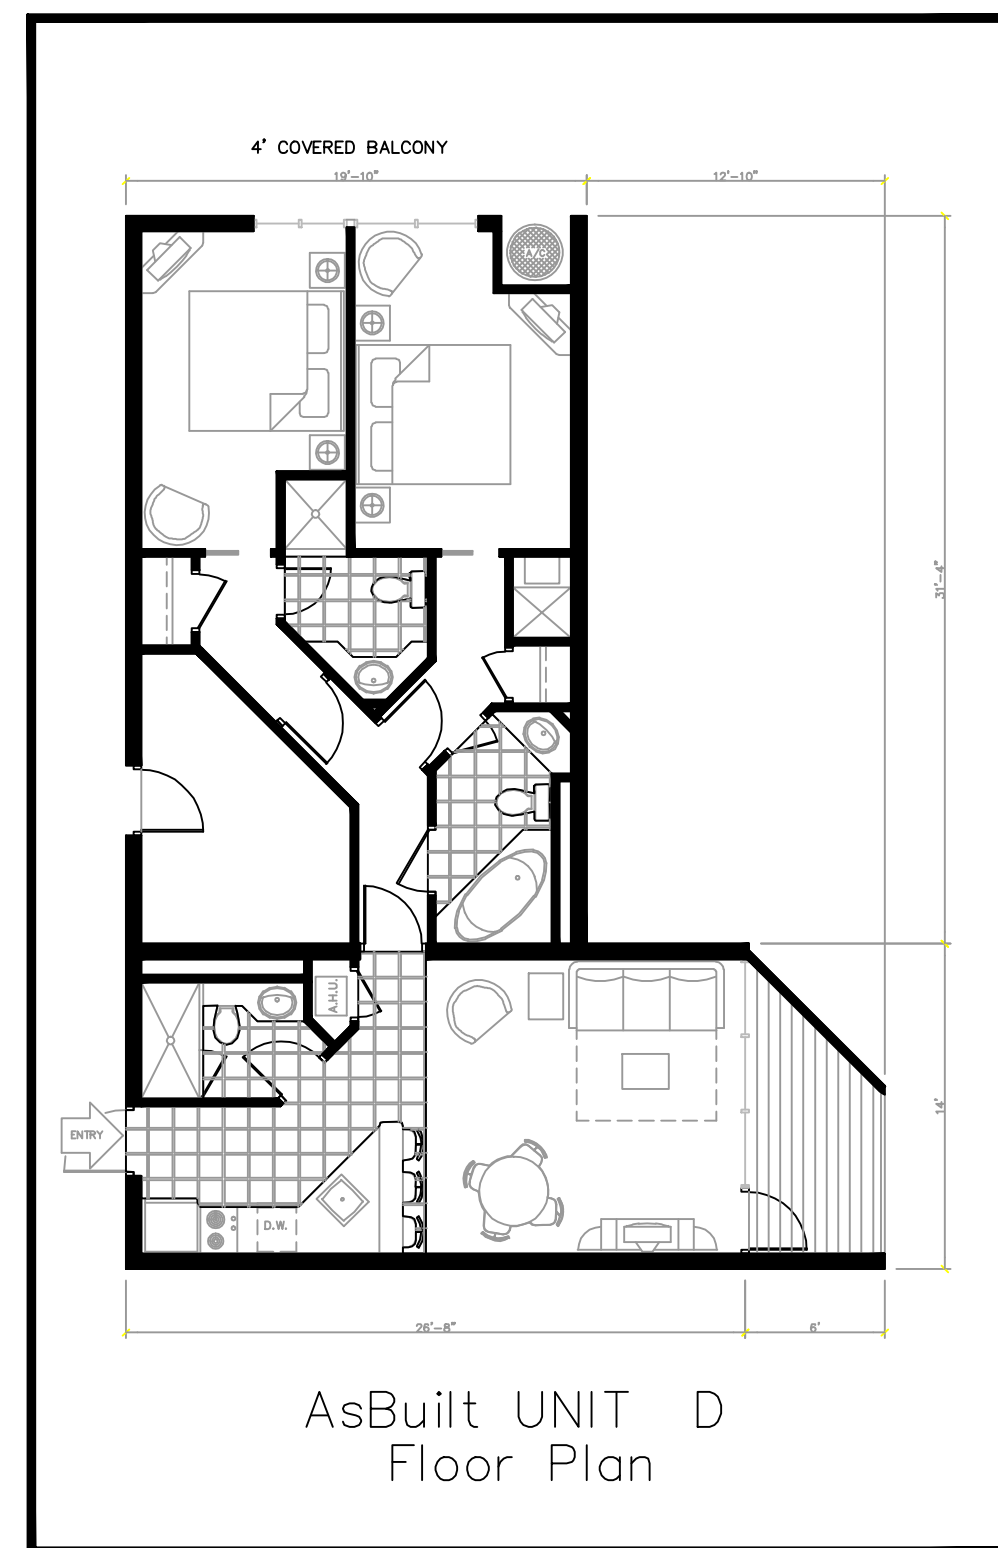 4' COVERED BALCONY
19'-10"
12'-10"
A/C
31'-4"
A.H.U.
14'
ENTRY
D.W.
26'-8"
6'
AsBuilt UNIT D
Floor Plan